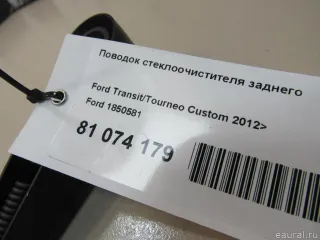 Поводок стеклоочистителя заднего
Ford Transit/Tourneo Custom 2012>
Ford 1850581
81 074 179
eaural.ru